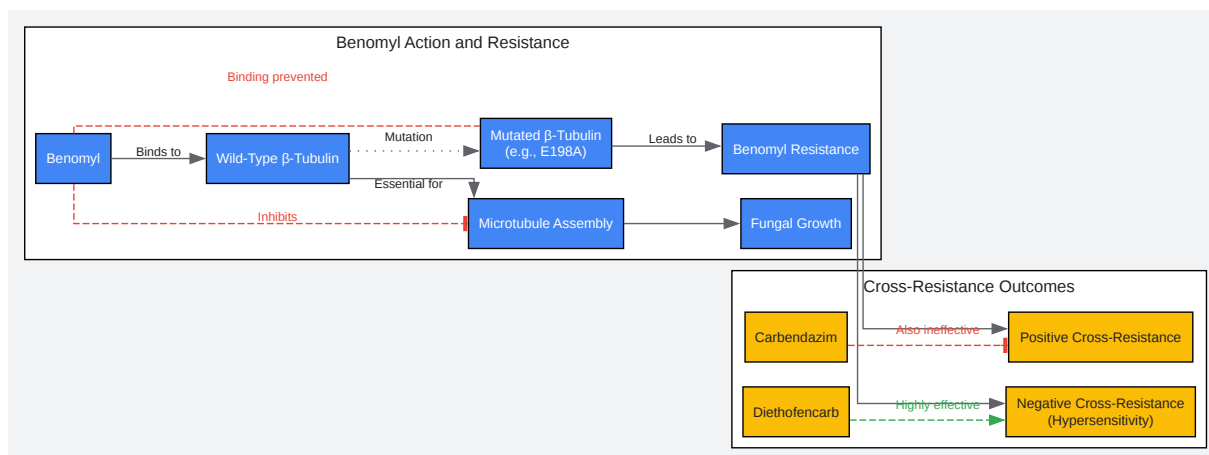 Benomyl Action and Resistance
Binding prevented
Benomyl
Binds to
Wild-Type β-Tubulin
Mutation
Mutated β-Tubulin
(e.g., E198A)
Leads to
Benomyl Resistance
Essential for
Inhibits
Microtubule Assembly
Fungal Growth
Cross-Resistance Outcomes
Carbendazim
Also ineffective
Positive Cross-Resistance
Diethofencarb
Highly effective
Negative Cross-Resistance
(Hypersensitivity)